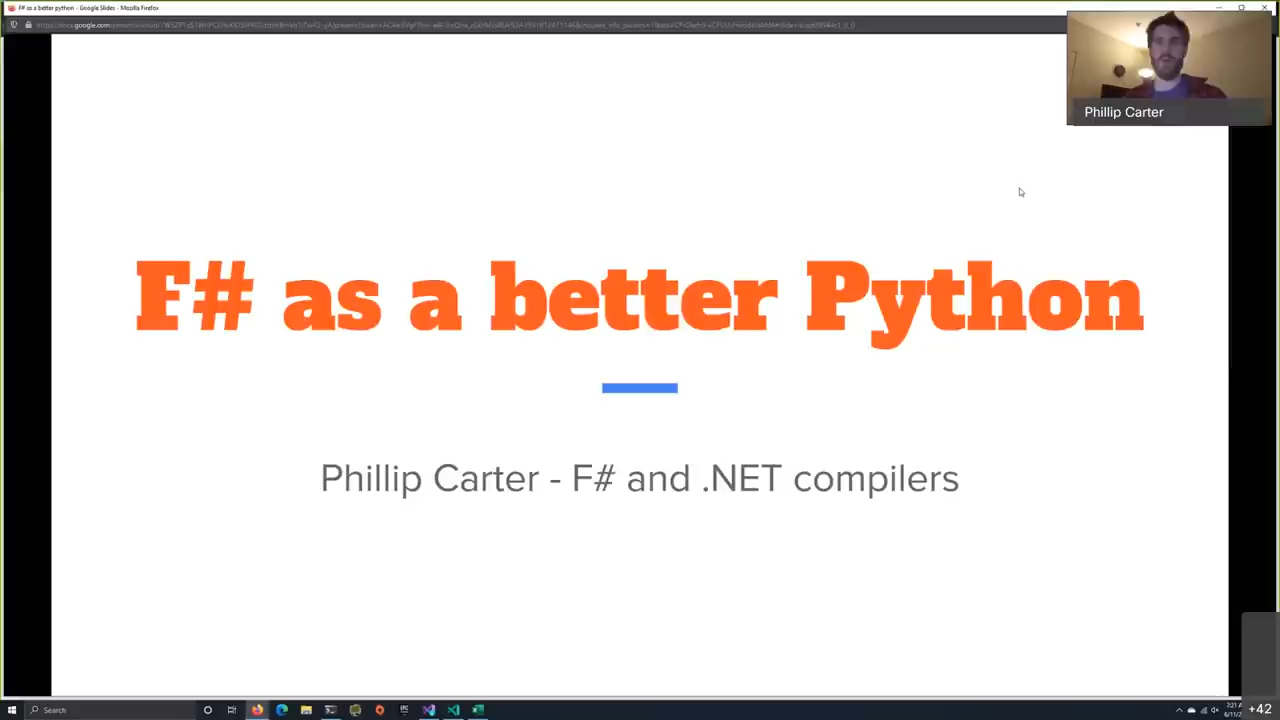 F# as a better python - Google Slides - Mozilla Firefox
Phillip Carter
F# as a better Python
Phillip Carter - F# and .NET compilers
Search
+42